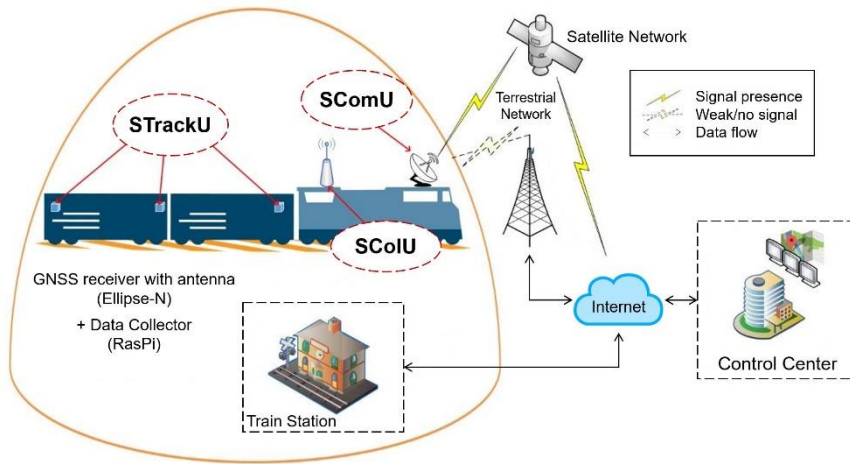 Satellite Network
STrackU
SComU
Terrestrial
Network
Signal presence
Weak/no signal
Data flow
SColU
GNSS receiver with antenna
(Ellipse-N)
+ Data Collector
(RasPi)
Internet
Control Center
Train Station